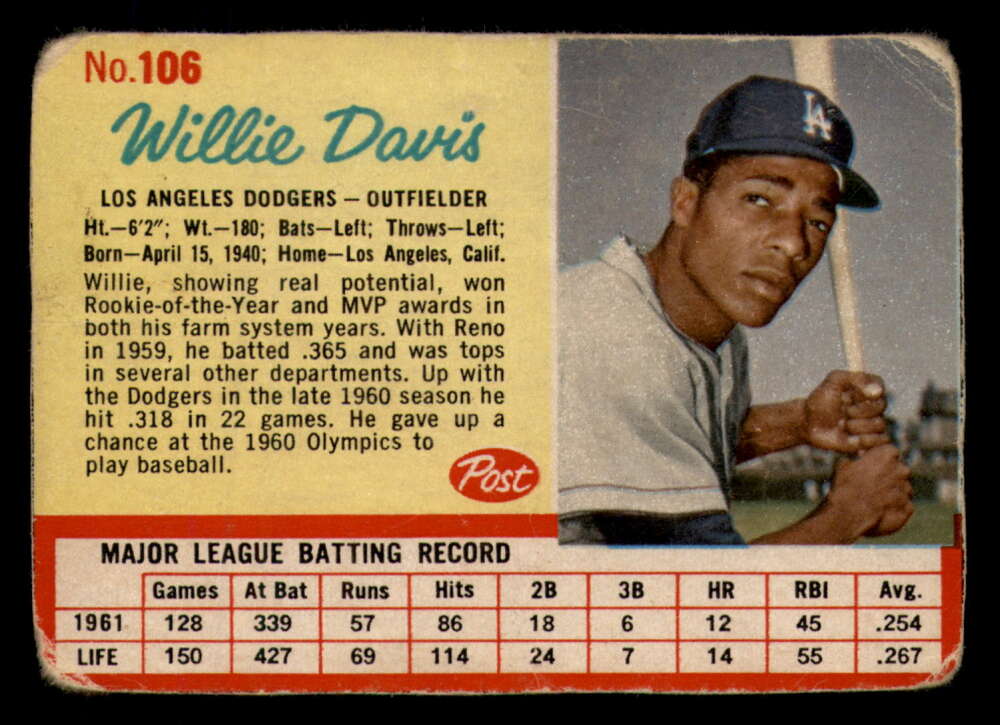 No.106
Willie Davis
LOS ANGELES DODGERS – OUTFIELDER
Ht.–6'2"; Wt.–180; Bats–Left; Throws–Left;
Born–April 15, 1940; Home–Los Angeles, Calif.
Willie, showing real potential, won
Rookie-of-the-Year and MVP awards in
both his farm system years. With Reno
in 1959, he batted .365 and was tops
in several other departments. Up with
the Dodgers in the late 1960 season he
hit .318 in 22 games. He gave up a
chance at the 1960 Olympics to
play baseball.
Post
LA
MAJOR LEAGUE BATTING RECORD
Games At Bat Runs Hits 2B 3B HR RBI Avg.
1961 128 339 57 86 18 6 12 45 .254
LIFE 150 427 69 114 24 7 14 55 .267